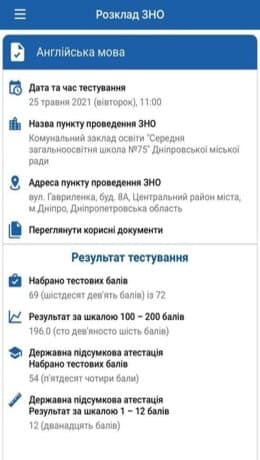 Розклад ЗНО
Англійська мова
Дата та час тестування
25 травня 2021 (вівторок), 11:00
Назва пункту проведення ЗНО
Комунальний заклад освіти "Середня
загальноосвітня школа №75" Дніпровської міської
ради
Адреса пункту проведення ЗНО
вул. Гавриленка, буд. 8А, Центральний район міста,
м.Дніпро, Дніпропетровська область
Переглянути корисні документи
Результат тестування
Набрано тестових балів
69 (шістдесят дев'ять балів) із 72
Результат за шкалою 100 – 200 балів
196.0 (сто дев'яносто шість балів)
Державна підсумкова атестація
Набрано тестових балів
54 (п'ятдесят чотири бали)
Державна підсумкова атестація
Результат за шкалою 1 – 12 балів
12 (дванадцять балів)